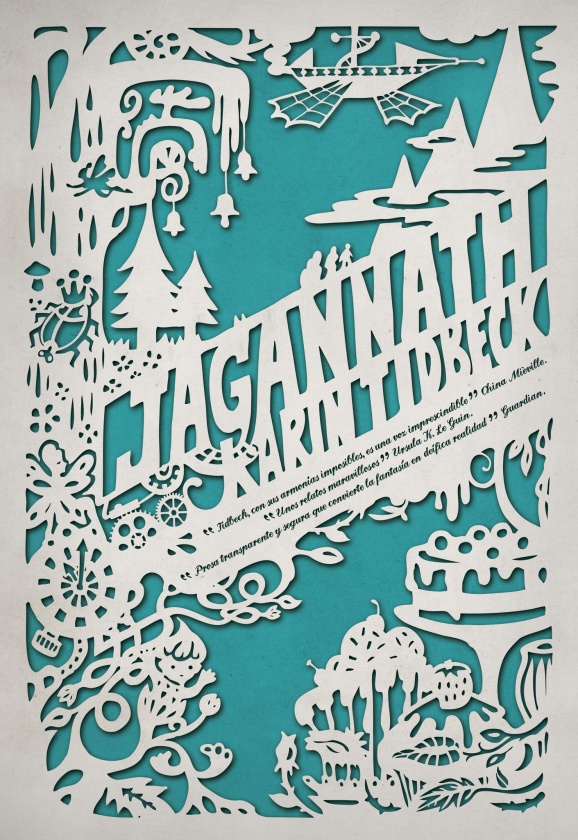 JAGANNATH
KARIN TIDBECK
“Tidbeck, con sus armonías imposibles, es una voz imprescindible” China Miéville.
“Unos relatos maravillosos” Ursula K. Le Guin.
“Prosa transparente y segura que convierte la fantasía en deífica realidad” Guardian.